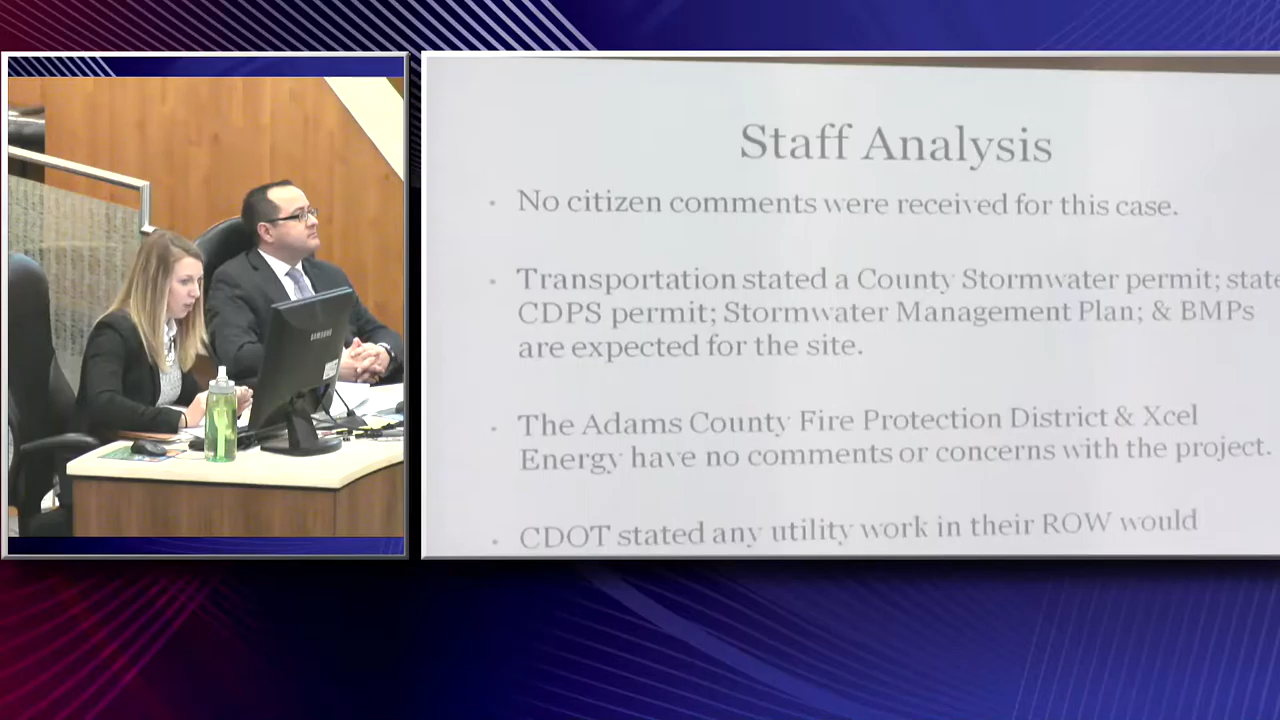 Staff Analysis
• No citizen comments were received for this case.
• Transportation stated a County Stormwater permit; state
CDPS permit; Stormwater Management Plan; & BMPs
are expected for the site.
• The Adams County Fire Protection District & Xcel
Energy have no comments or concerns with the project.
• CDOT stated any utility work in their ROW would
SAMSUNG